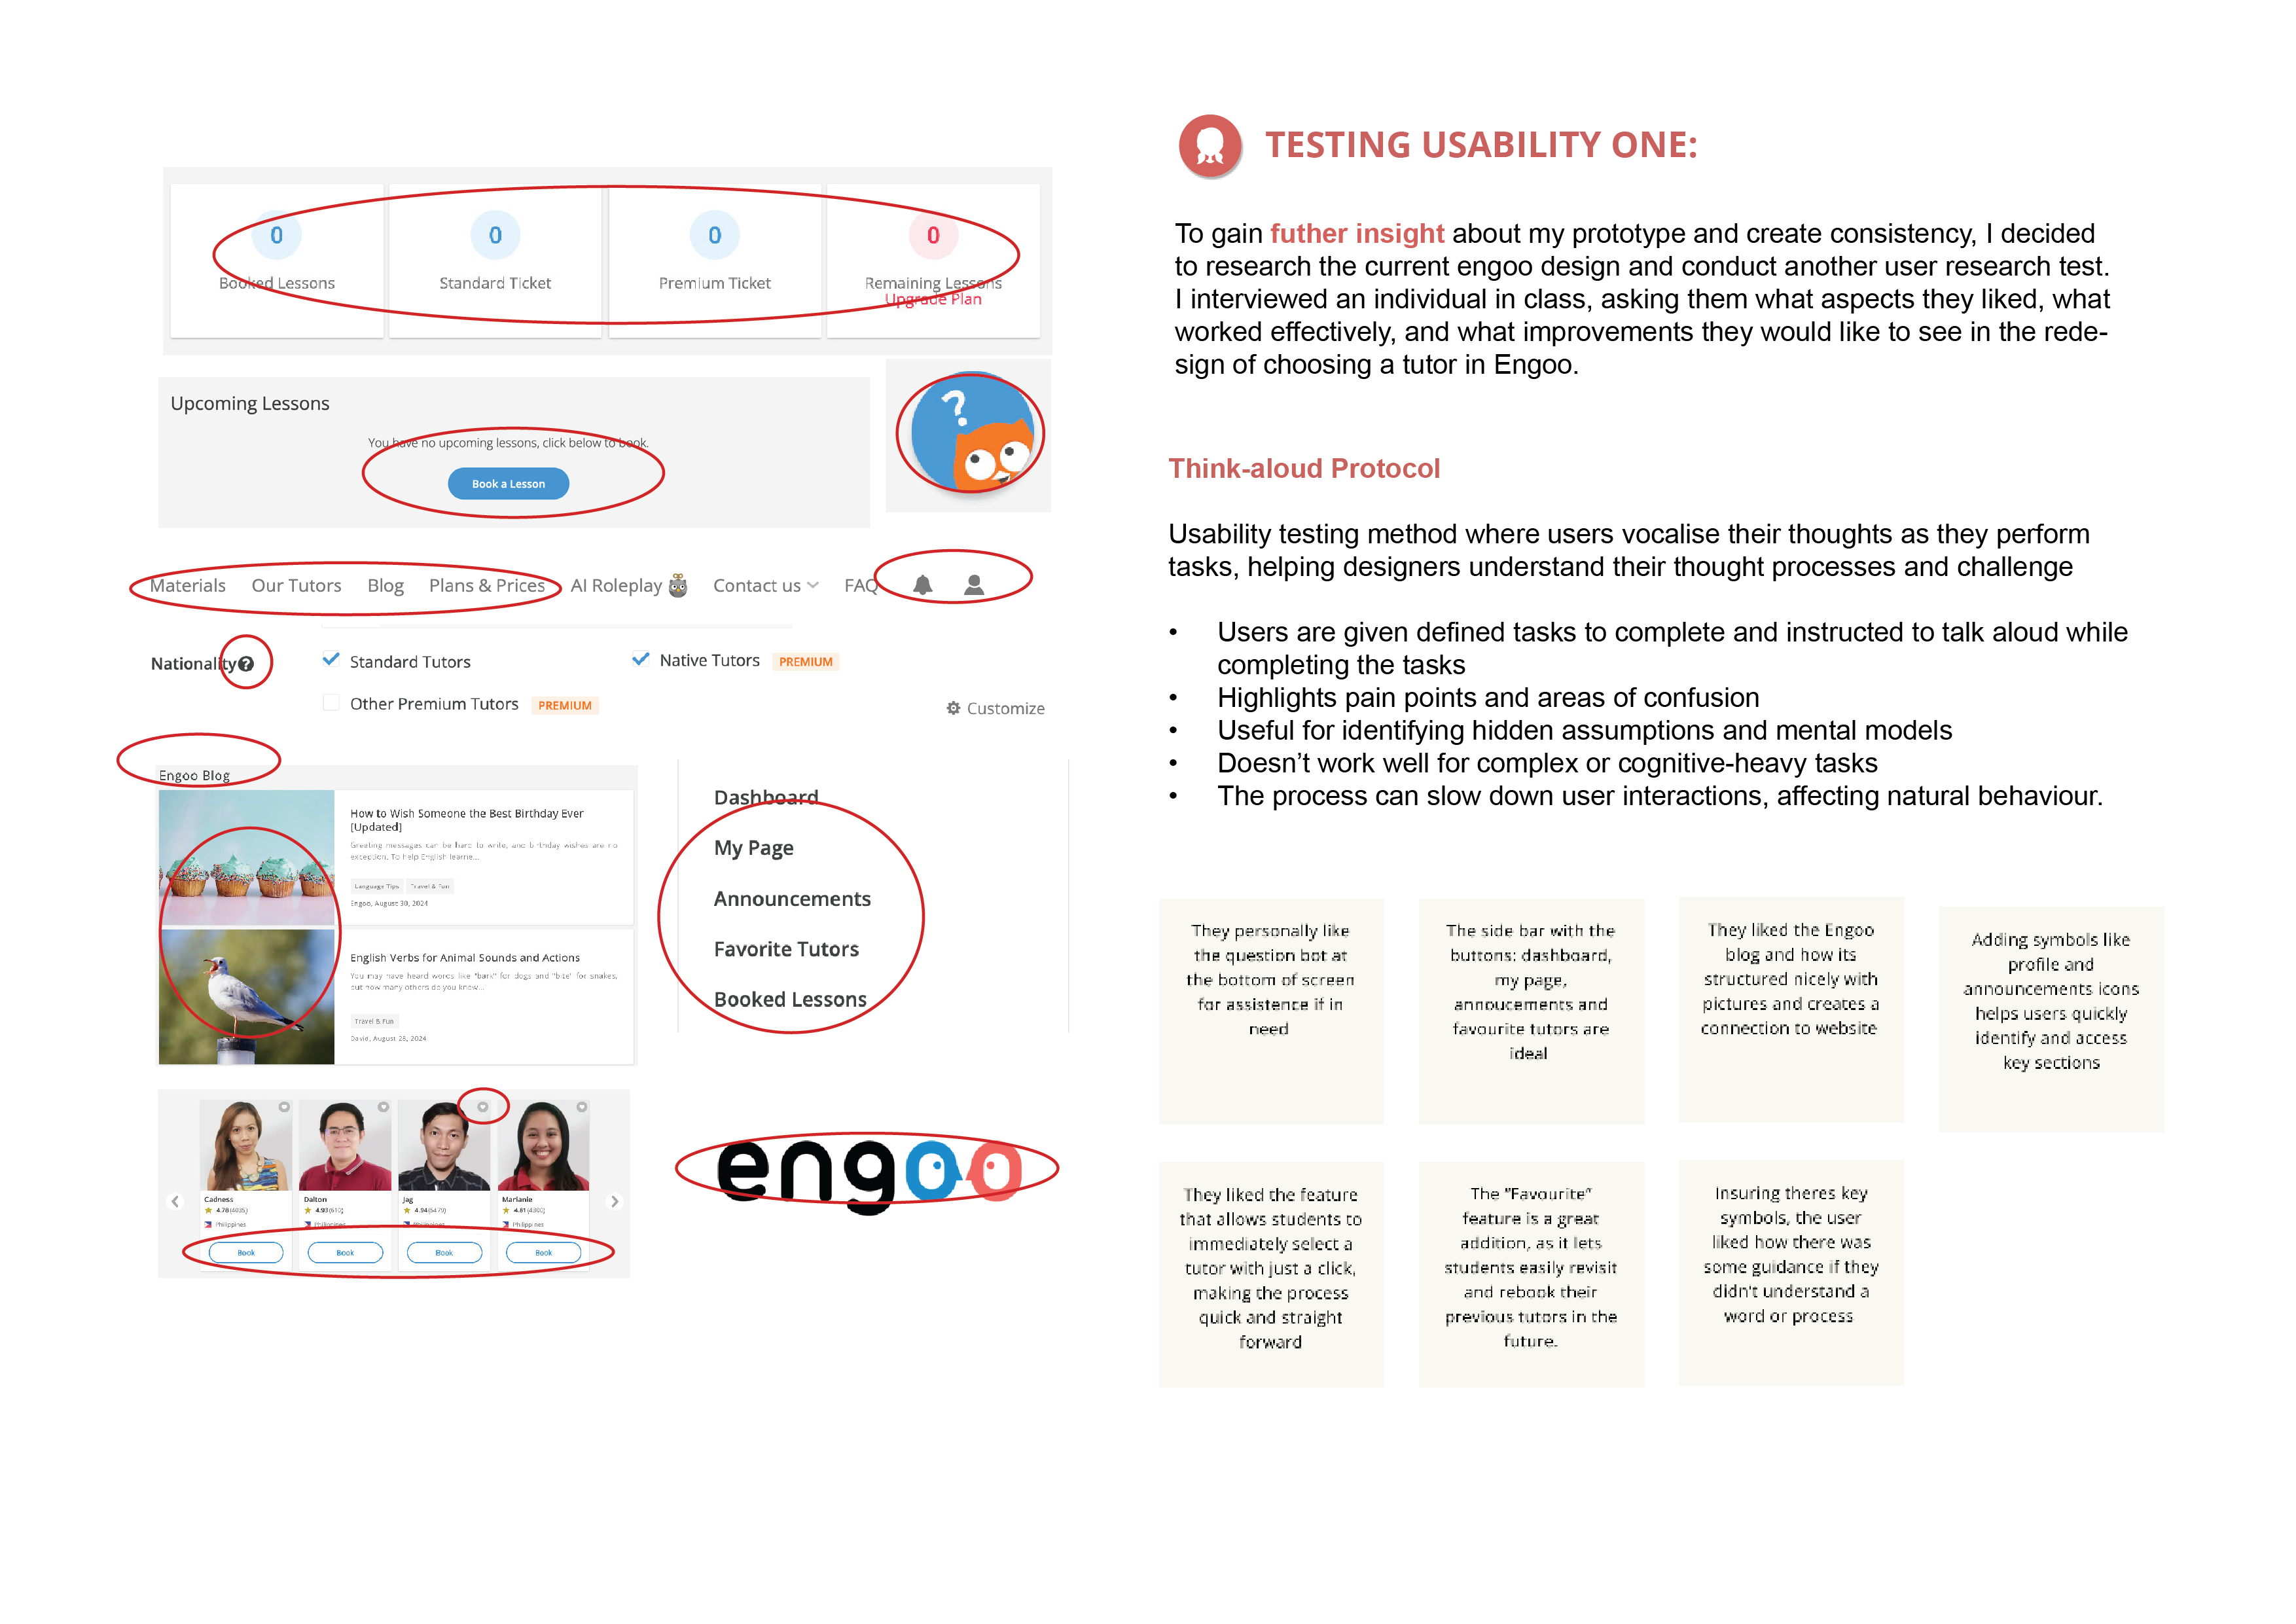 0
0
0
0
Booked Lessons
Standard Ticket
Premium Ticket
Remaining Lessons
Upgrade Plan
Upcoming Lessons
You have no upcoming lessons, click below to book.
Book a Lesson
?
Materials Our Tutors Blog Plans & Prices AI Roleplay Contact us FAQ
Nationality ?
Standard Tutors
Native Tutors PREMIUM
Other Premium Tutors PREMIUM
Customize
Engoo Blog
How to Wish Someone the Best Birthday Ever
[Updated]
Greeting messages can be hard to write, and birthday wishes are no
exception. To help English learne...
Language Tips Travel & Fun
Engoo, August 30, 2024
English Verbs for Animal Sounds and Actions
You may have heard words like "bark" for dogs and "bite" for snakes,
but how many others do you know...
Travel & Fun
David, August 28, 2024
Dashboard
My Page
Announcements
Favorite Tutors
Booked Lessons
Cadness
Dalton
Jag
Marianie
4.78
4.93
4.94
4.81
Philippines
Philippines
Philippines
Philippines
Book
Book
Book
Book
engoo
TESTING USABILITY ONE:
To gain futher insight about my prototype and create consistency, I decided
to research the current engoo design and conduct another user research test.
I interviewed an individual in class, asking them what aspects they liked, what
worked effectively, and what improvements they would like to see in the rede-
sign of choosing a tutor in Engoo.
Think-aloud Protocol
Usability testing method where users vocalise their thoughts as they perform
tasks, helping designers understand their thought processes and challenge
• Users are given defined tasks to complete and instructed to talk aloud while
completing the tasks
• Highlights pain points and areas of confusion
• Useful for identifying hidden assumptions and mental models
• Doesn’t work well for complex or cognitive-heavy tasks
• The process can slow down user interactions, affecting natural behaviour.
They personally like
the question bot at
the bottom of screen
for assistence if in
need
The side bar with the
buttons: dashboard,
my page,
annoucements and
favourite tutors are
ideal
They liked the Engoo
blog and how its
structured nicely with
pictures and creates a
connection to website
Adding symbols like
profile and
announcements icons
helps users quickly
identify and access
key sections
They liked the feature
that allows students to
immediately select a
tutor with just a click,
making the process
quick and straight
forward
The "Favourite"
feature is a great
addition, as it lets
students easily revisit
and rebook their
previous tutors in the
future.
Insuring theres key
symbols, the user
liked how there was
some guidance if they
didn't understand a
word or process